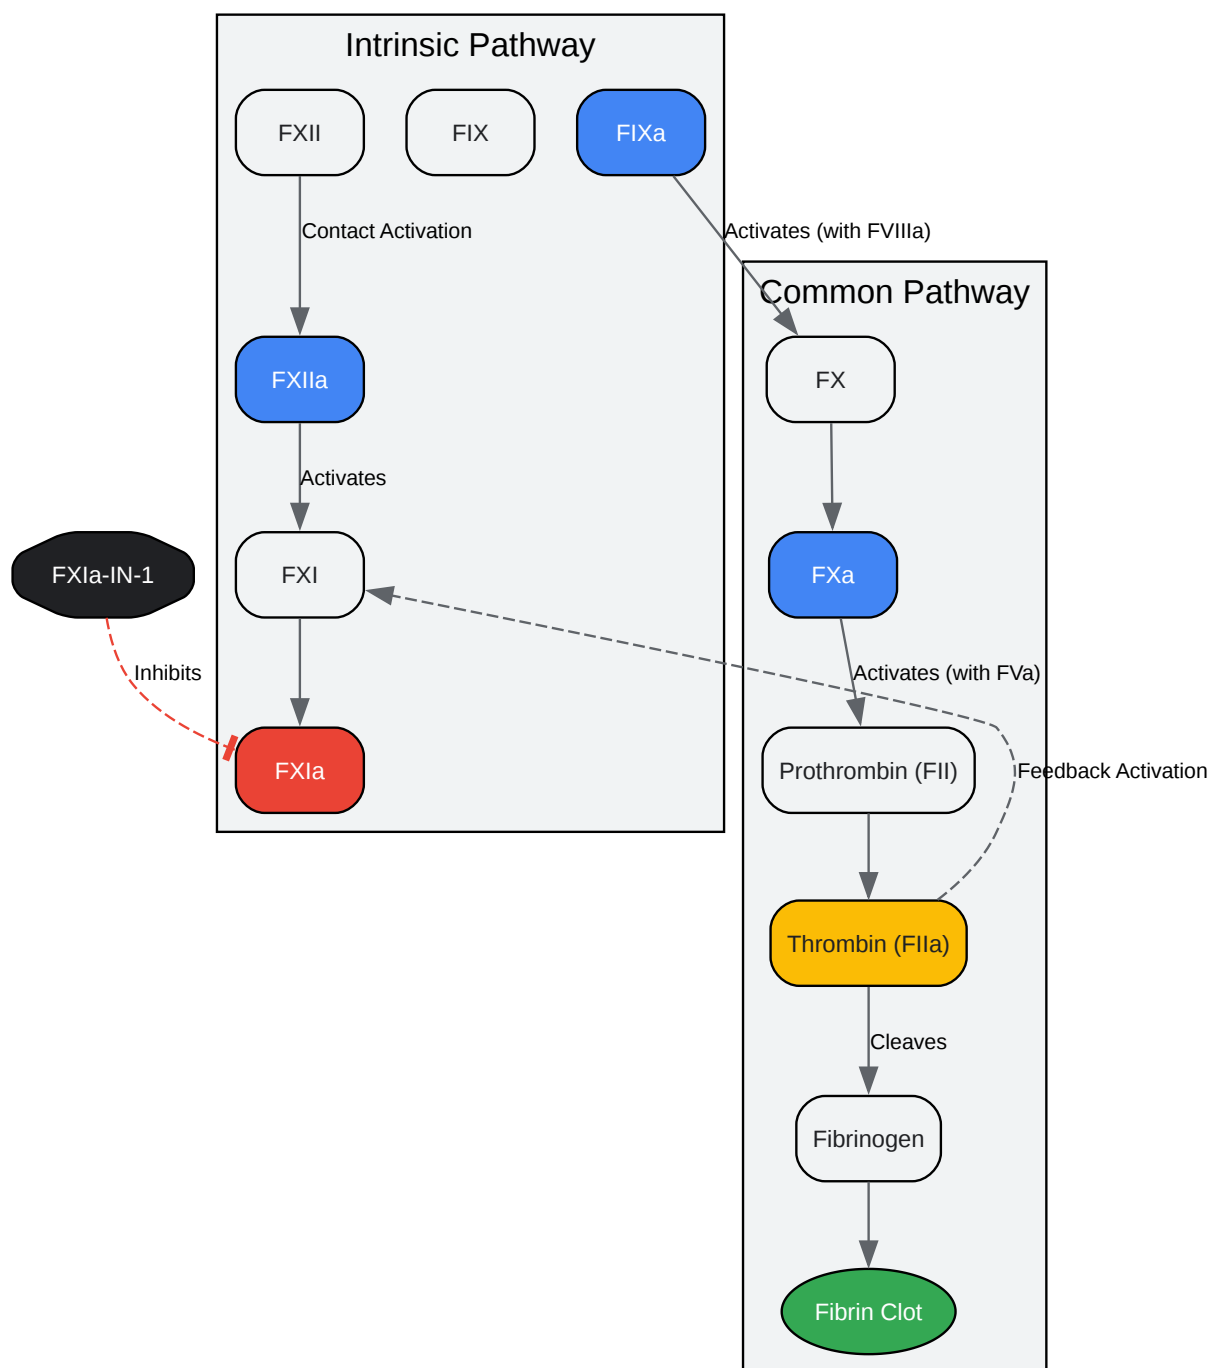 Intrinsic Pathway
FXII
FIX
FIXa
Contact Activation
Activates (with FVIIIa)
Common Pathway
FXIIa
FX
Activates
FXIa-IN-1
FXI
FXa
Inhibits
Activates (with FVa)
FXIa
Prothrombin (FII)
Feedback Activation
Thrombin (FIIa)
Cleaves
Fibrinogen
Fibrin Clot